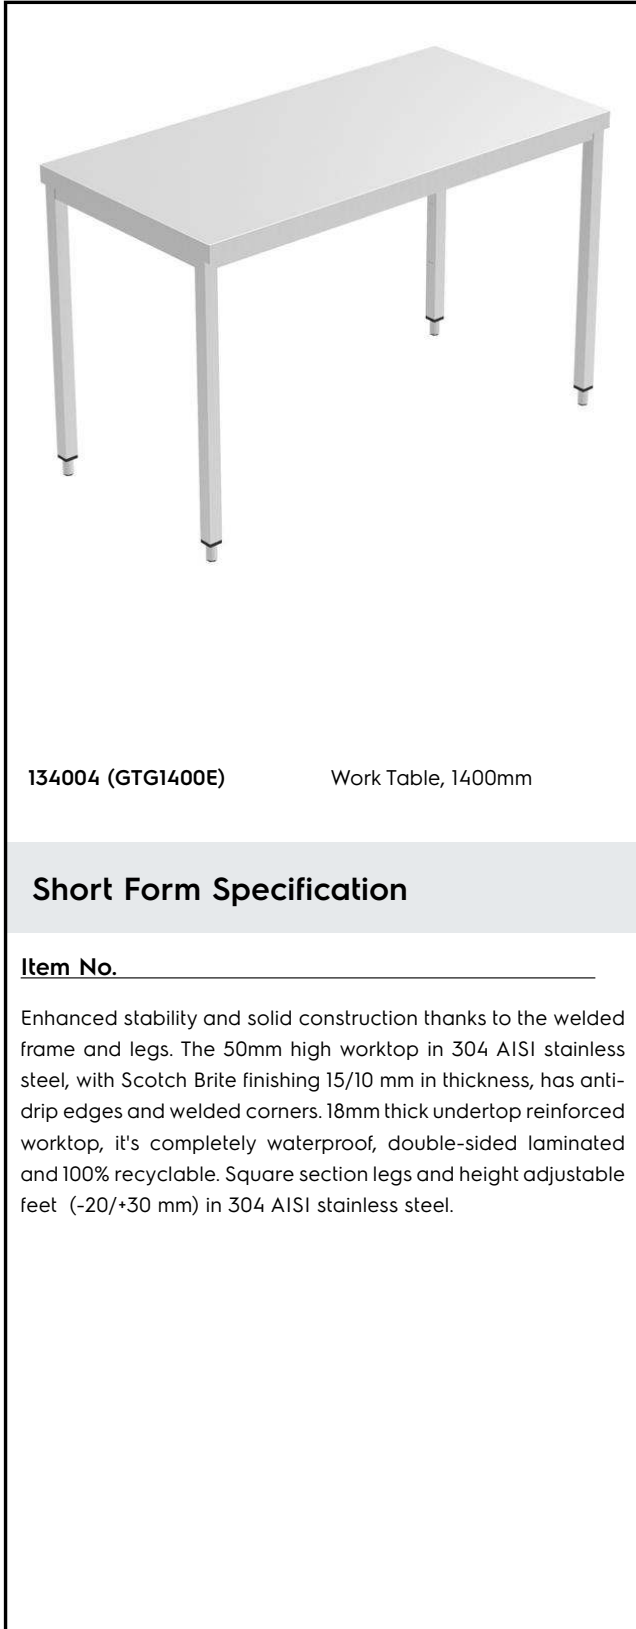 134004 (GTG1400E) Work Table, 1400mm
Short Form Specification
Item No.
Enhanced stability and solid construction thanks to the welded
frame and legs. The 50mm high worktop in 304 AISI stainless
steel, with Scotch Brite finishing 15/10 mm in thickness, has anti-
drip edges and welded corners. 18mm thick undertop reinforced
worktop, it's completely waterproof, double-sided laminated
and 100% recyclable. Square section legs and height adjustable
feet (-20/+30 mm) in 304 AISI stainless steel.